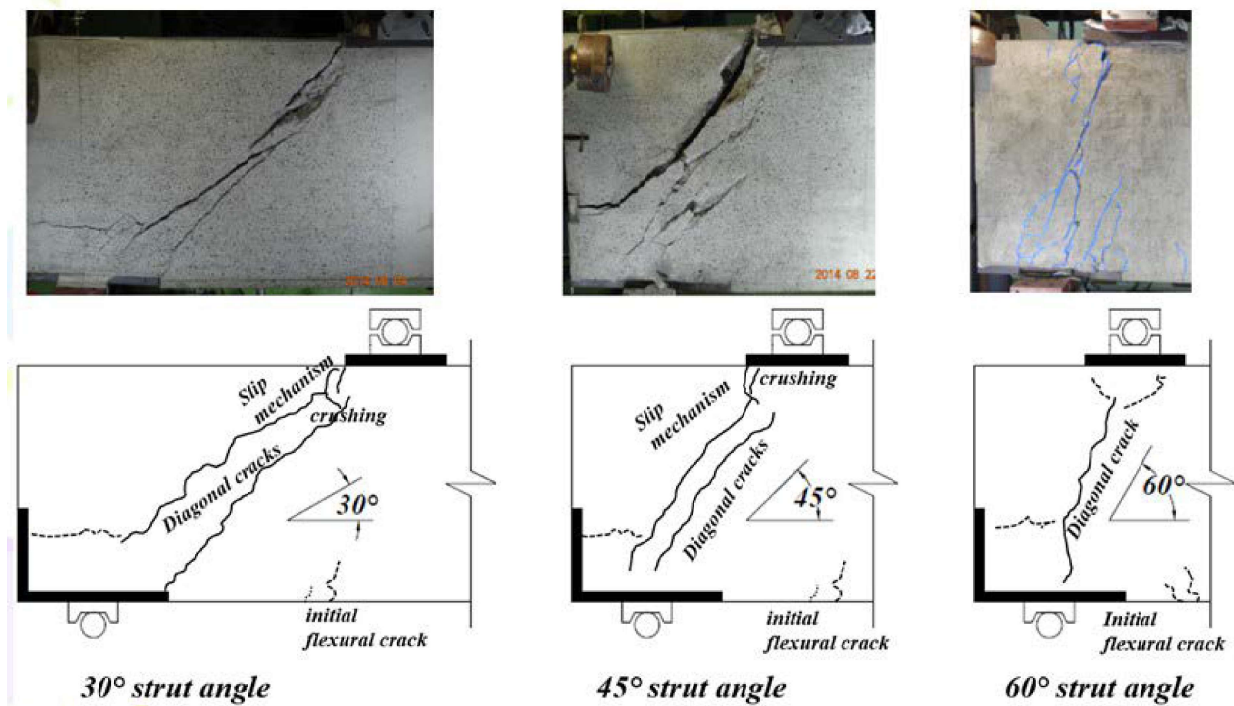 2014 08 22
Slip
mechanism
crushing
Diagonal cracks
30°
initial
flexural crack
30° strut angle
Slip
mechanism
crushing
Diagonal cracks
45°
initial
flexural crack
45° strut angle
Diagonal crack
60°
Initial
flexural crack
60° strut angle